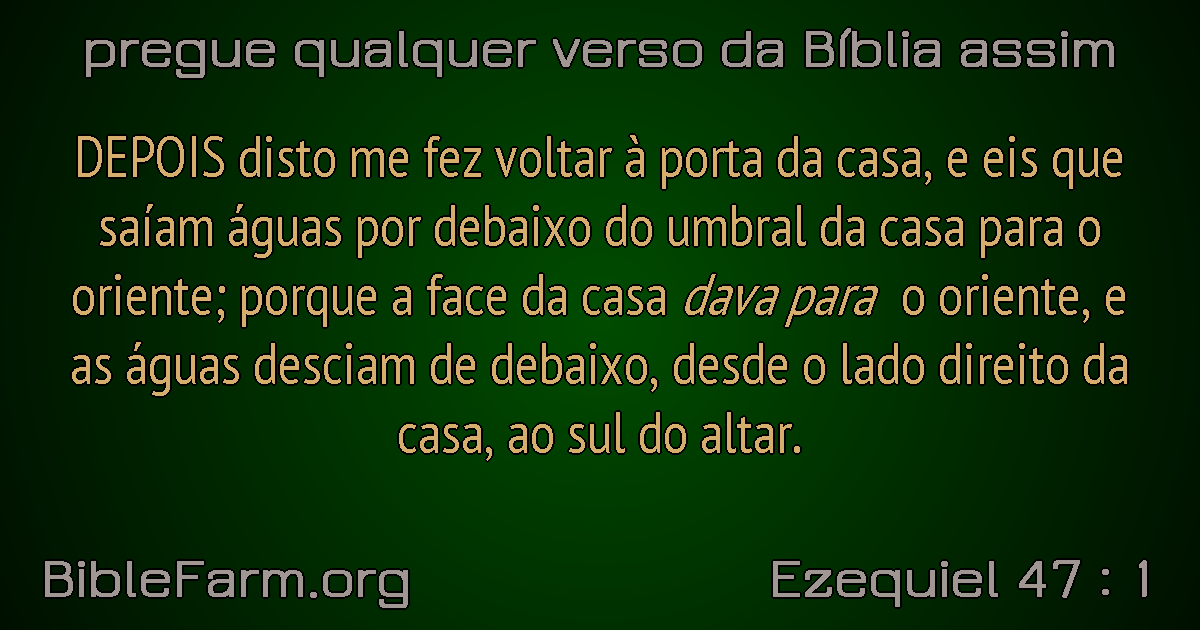 pregue qualquer verso da Bíblia assim
DEPOIS disto me fez voltar à porta da casa, e eis que
saíam águas por debaixo do umbral da casa para o
oriente; porque a face da casa dava para o oriente, e
as águas desciam de debaixo, desde o lado direito da
casa, ao sul do altar.
BibleFarm.org
Ezequiel 47 : 1